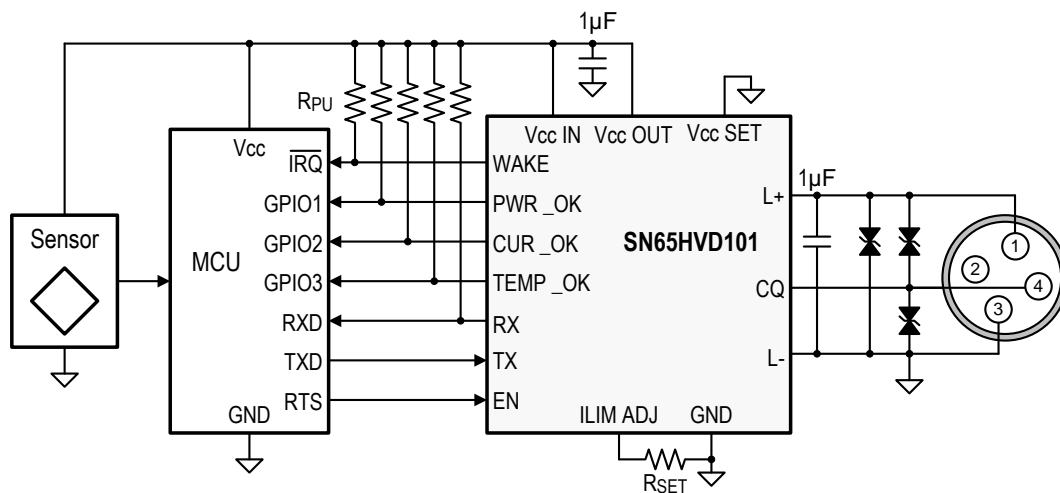 1µF
RPU
Vcc
Vcc IN
Vcc OUT
Vcc SET
IRQ
WAKE
1µF
L+
GPIO1
PWR _OK
Sensor
MCU
GPIO2
CUR _OK
SN65HVD101
1
2
GPIO3
TEMP _OK
CQ
4
3
RXD
RX
TXD
TX
L-
RTS
EN
GND
ILIM ADJ
GND
RSET